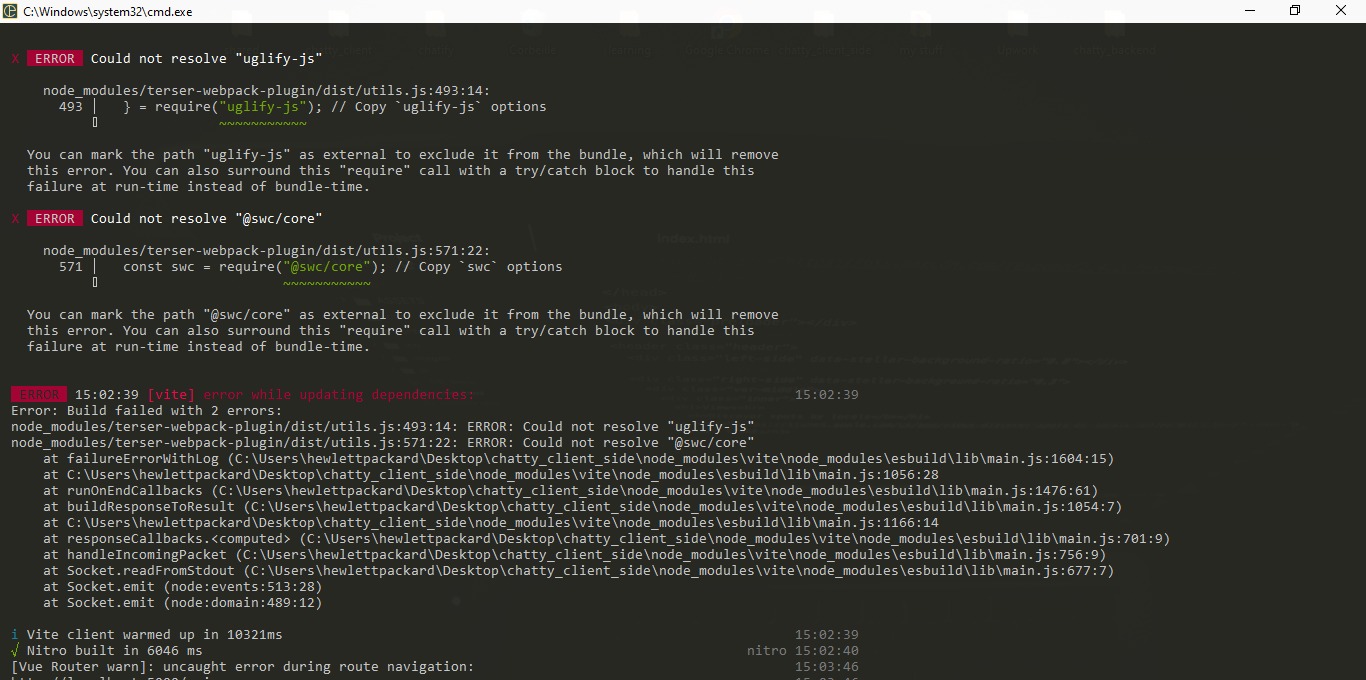 C:\Windows\system32\cmd.exe
X ERROR Could not resolve "uglify-js"
node_modules/terser-webpack-plugin/dist/utils.js:493:14:
493 │ } = require("uglify-js"); // Copy `uglify-js` options
~~~~~~~~~~~
You can mark the path "uglify-js" as external to exclude it from the bundle, which will remove
this error. You can also surround this "require" call with a try/catch block to handle this
failure at run-time instead of bundle-time.
X ERROR Could not resolve "@swc/core"
node_modules/terser-webpack-plugin/dist/utils.js:571:22:
571 │ const swc = require("@swc/core"); // Copy `swc` options
~~~~~~~~~~~
You can mark the path "@swc/core" as external to exclude it from the bundle, which will remove
this error. You can also surround this "require" call with a try/catch block to handle this
failure at run-time instead of bundle-time.
ERROR 15:02:39 [vite] error while updating dependencies: 15:02:39
Error: Build failed with 2 errors:
node_modules/terser-webpack-plugin/dist/utils.js:493:14: ERROR: Could not resolve "uglify-js"
node_modules/terser-webpack-plugin/dist/utils.js:571:22: ERROR: Could not resolve "@swc/core"
at failureErrorWithLog (C:\Users\hewlettpackard\Desktop\chatty_client_side\node_modules\vite\node_modules\esbuild\lib\main.js:1604:15)
at C:\Users\hewlettpackard\Desktop\chatty_client_side\node_modules\vite\node_modules\esbuild\lib\main.js:1056:28
at runOnEndCallbacks (C:\Users\hewlettpackard\Desktop\chatty_client_side\node_modules\vite\node_modules\esbuild\lib\main.js:1476:61)
at buildResponseToResult (C:\Users\hewlettpackard\Desktop\chatty_client_side\node_modules\vite\node_modules\esbuild\lib\main.js:1054:7)
at C:\Users\hewlettpackard\Desktop\chatty_client_side\node_modules\vite\node_modules\esbuild\lib\main.js:1166:14
at responseCallbacks.<computed> (C:\Users\hewlettpackard\Desktop\chatty_client_side\node_modules\vite\node_modules\esbuild\lib\main.js:701:9)
at handleIncomingPacket (C:\Users\hewlettpackard\Desktop\chatty_client_side\node_modules\vite\node_modules\esbuild\lib\main.js:756:9)
at Socket.readFromStdout (C:\Users\hewlettpackard\Desktop\chatty_client_side\node_modules\vite\node_modules\esbuild\lib\main.js:677:7)
at Socket.emit (node:events:513:28)
at Socket.emit (node:domain:489:12)
i Vite client warmed up in 10321ms 15:02:39
√ Nitro built in 6046 ms nitro 15:02:40
[Vue Router warn]: uncaught error during route navigation: 15:03:46